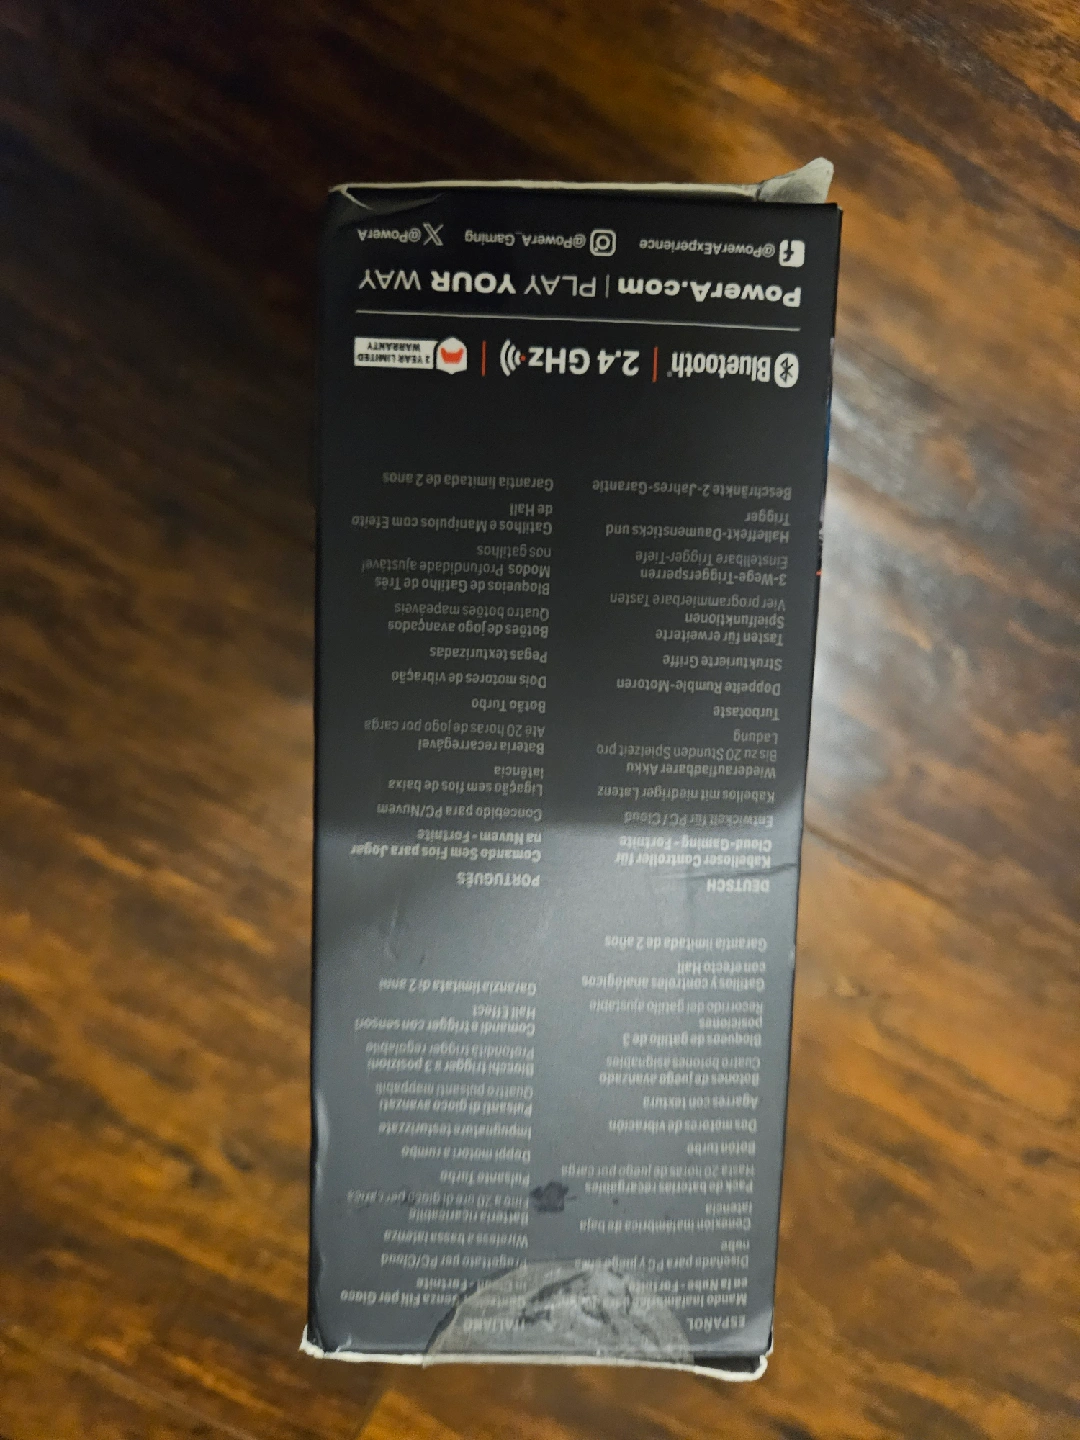 ESPAÑOL
Mando Inalámbrico
en la Nube - Fortnite
Diseñado para PC y juego en la
nube
Conexión inalámbrica de baja
latencia
Pack de baterías recargables
Hasta 20 horas de juego por carga
Botón turbo
Dos motores de vibración
Agarres con textura
Botones de juego avanzado
Cuatro botones asignables
Bloqueos de gatillo de 3
posiciones
Recorrido del gatillo ajustable
Gatillos y controles analógicos
con efecto Hall
Garantía limitada de 2 años
ITALIANO
Senza Fili per Gioco
Fortnite
Progettato per PC/Cloud
Wireless a bassa latenza
Batteria ricaricabile
Fino a 20 ore di gioco per carica
Pulsante Turbo
Doppi motori a rumble
Impugnatura testurizzata
Pulsanti di gioco avanzati
Quattro pulsanti mappabili
Blocchi trigger a 3 posizioni
Profondità trigger regolabile
Comandi a trigger con sensori
Hall Effect
Garanzia limitata di 2 anni
DEUTSCH
Kabelloser Controller für
Cloud-Gaming - Fortnite
Entwickelt für PC / Cloud
Kabellos mit niedriger Latenz
Wiederaufladbarer Akku
Bis zu 20 Stunden Spielzeit pro
Ladung
Turbotaste
Doppelte Rumble-Motoren
Strukturierte Griffe
Tasten für erweiterte
Spielfunktionen
Vier programmierbare Tasten
3-Wege-Triggersperren
Einstellbare Trigger-Tiefe
Halleffekt-Daumensticks und
Trigger
Beschränkte 2-Jahres-Garantie
PORTUGUÊS
Comando Sem Fios para Jogar
na Nuvem - Fortnite
Concebido para PC/Nuvem
Ligação sem fios de baixa
latência
Bateria recarregável
Até 20 horas de jogo por carga
Botão Turbo
Dois motores de vibração
Pegas texturizadas
Botões de jogo avançados
Quatro botões mapeáveis
Bloqueios de Gatilho de Três
Modos Profundidade ajustável
nos gatilhos
Gatilhos e Manípulos com Efeito
de Hall
Garantia limitada de 2 anos
Bluetooth® | 2.4 GHz | 2 YEAR LIMITED
WARRANTY
PowerA.com | PLAY YOUR WAY
@PowerAExperience @PowerA_Gaming @PowerA